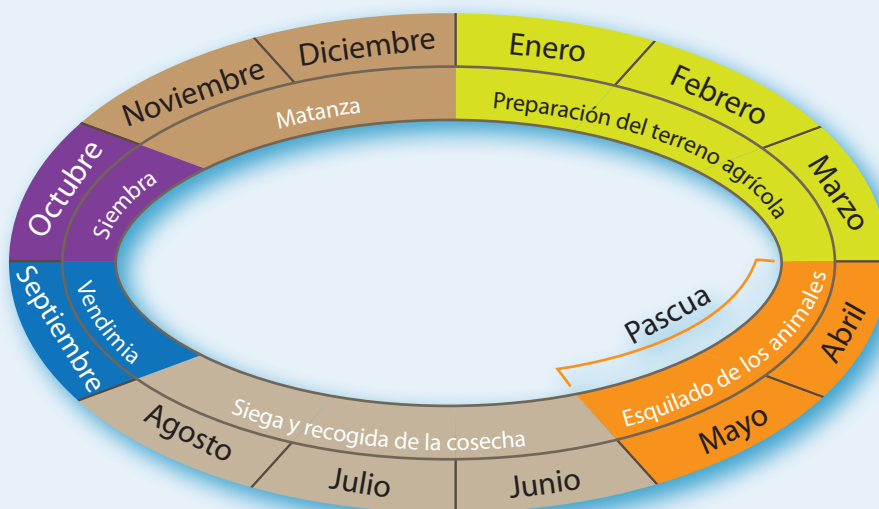 Enero
Febrero
Marzo
Preparación del terreno agrícola
Abril
Mayo
Esquilado de los animales
Pascua
Junio
Julio
Agosto
Siega y recogida de la cosecha
Septiembre
Vendimia
Octubre
Siembra
Noviembre
Diciembre
Matanza